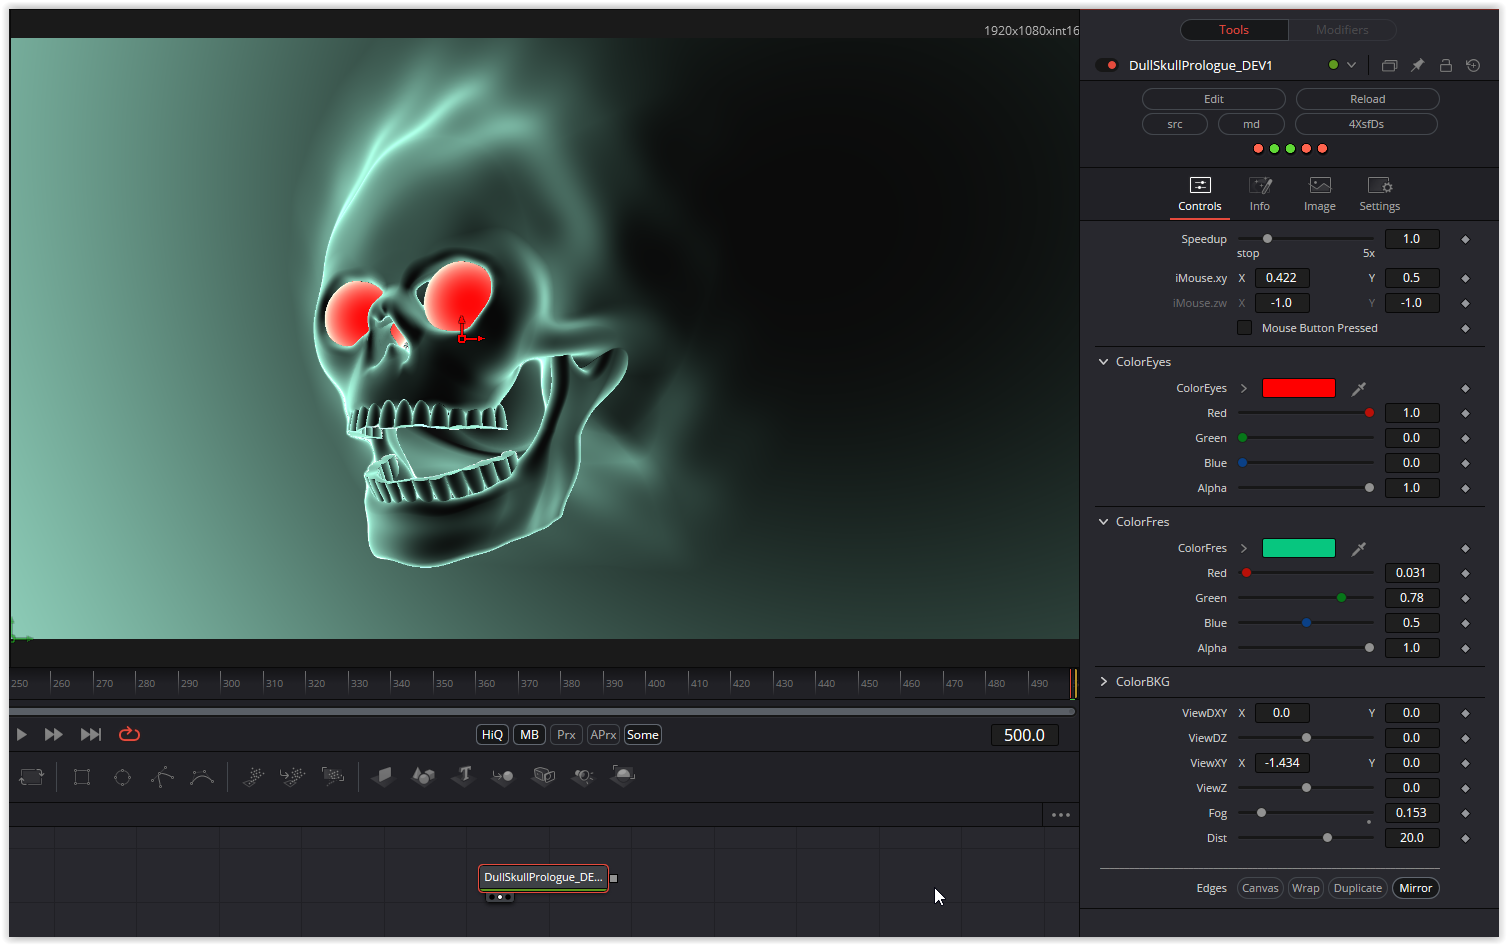 1920x1080xint16
Tools
Modifiers
DullSkullPrologue_DEV1
Edit
Reload
src
md
4XsfDs
Controls
Info
Image
Settings
Speedup
1.0
stop
5x
iMouse.xy X 0.422 Y 0.5
iMouse.zw X -1.0 Y -1.0
Mouse Button Pressed
ColorEyes
ColorEyes
Red 1.0
Green 0.0
Blue 0.0
Alpha 1.0
ColorFres
ColorFres
Red 0.031
Green 0.78
Blue 0.5
Alpha 1.0
ColorBKG
ViewDXY X 0.0 Y 0.0
ViewDZ 0.0
ViewXY X -1.434 Y 0.0
ViewZ 0.0
Fog 0.153
Dist 20.0
Edges Canvas Wrap Duplicate Mirror
250 260 270 280 290 300 310 320 330 340 350 360 370 380 390 400 410 420 430 440 450 460 470 480 490
HiQ MB Prx APrx Some
500.0
T
DullSkullPrologue_DE...